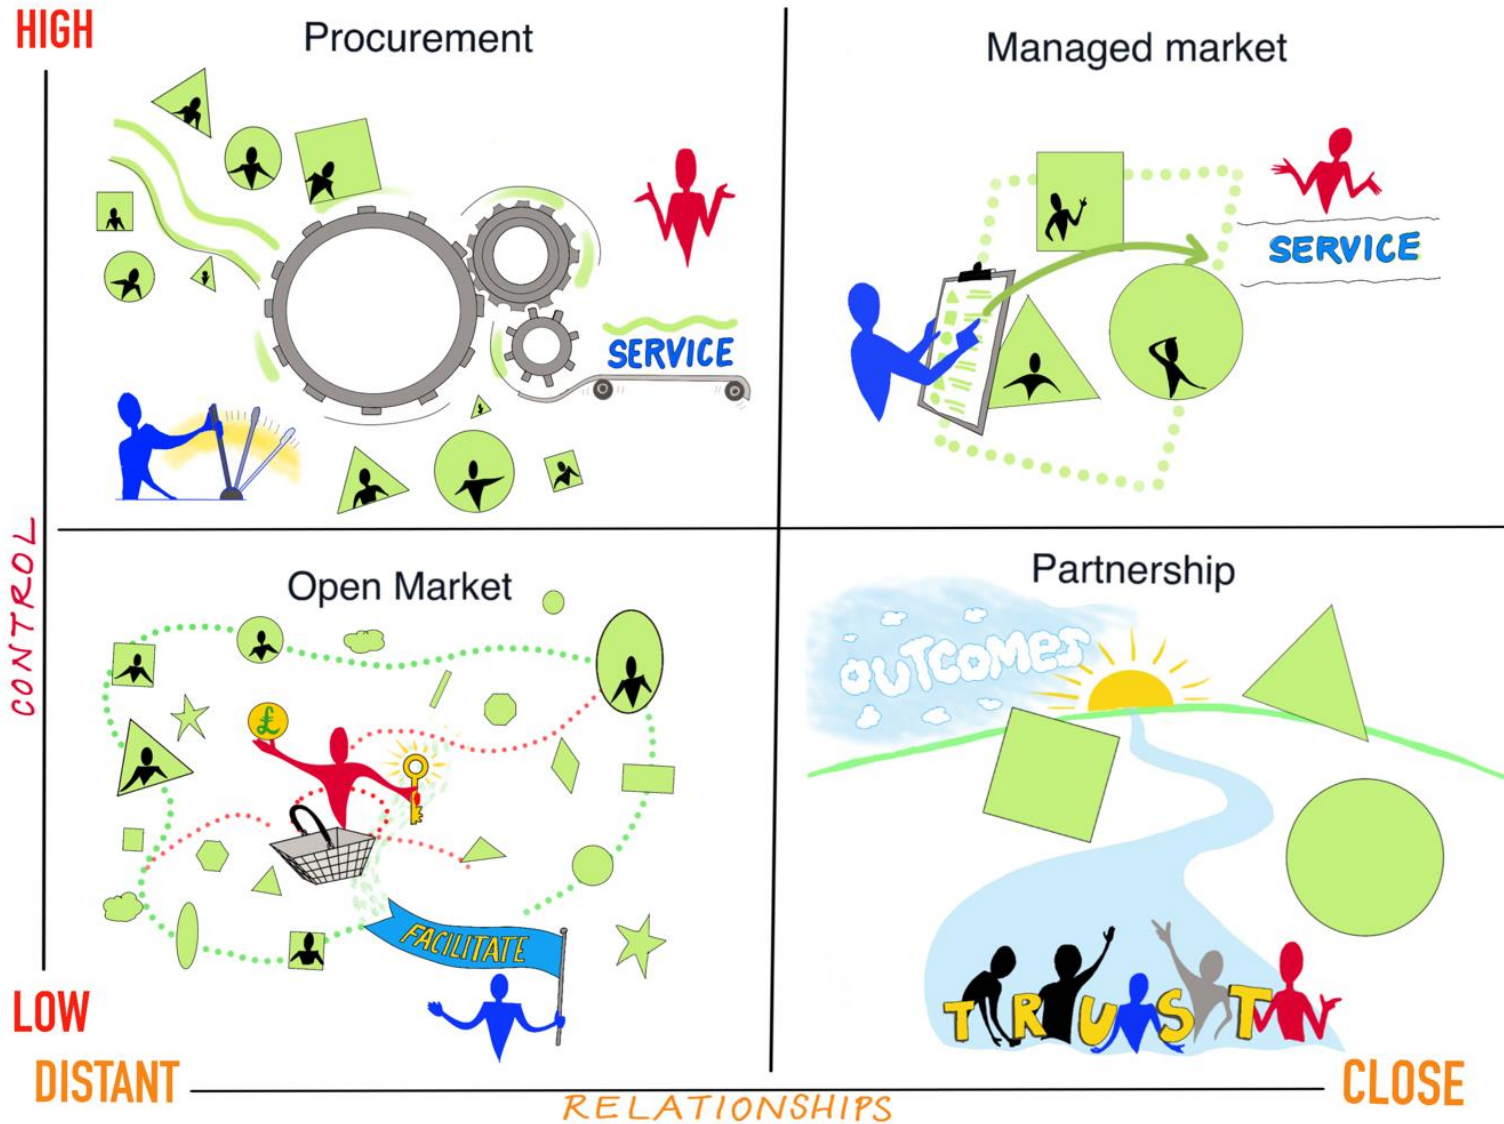 HIGH
Procurement
Managed market
SERVICE
SERVICE
CONTROL
Open Market
Partnership
OUTCOMES
£
FACILITATE
TRUST
LOW
DISTANT
CLOSE
RELATIONSHIPS